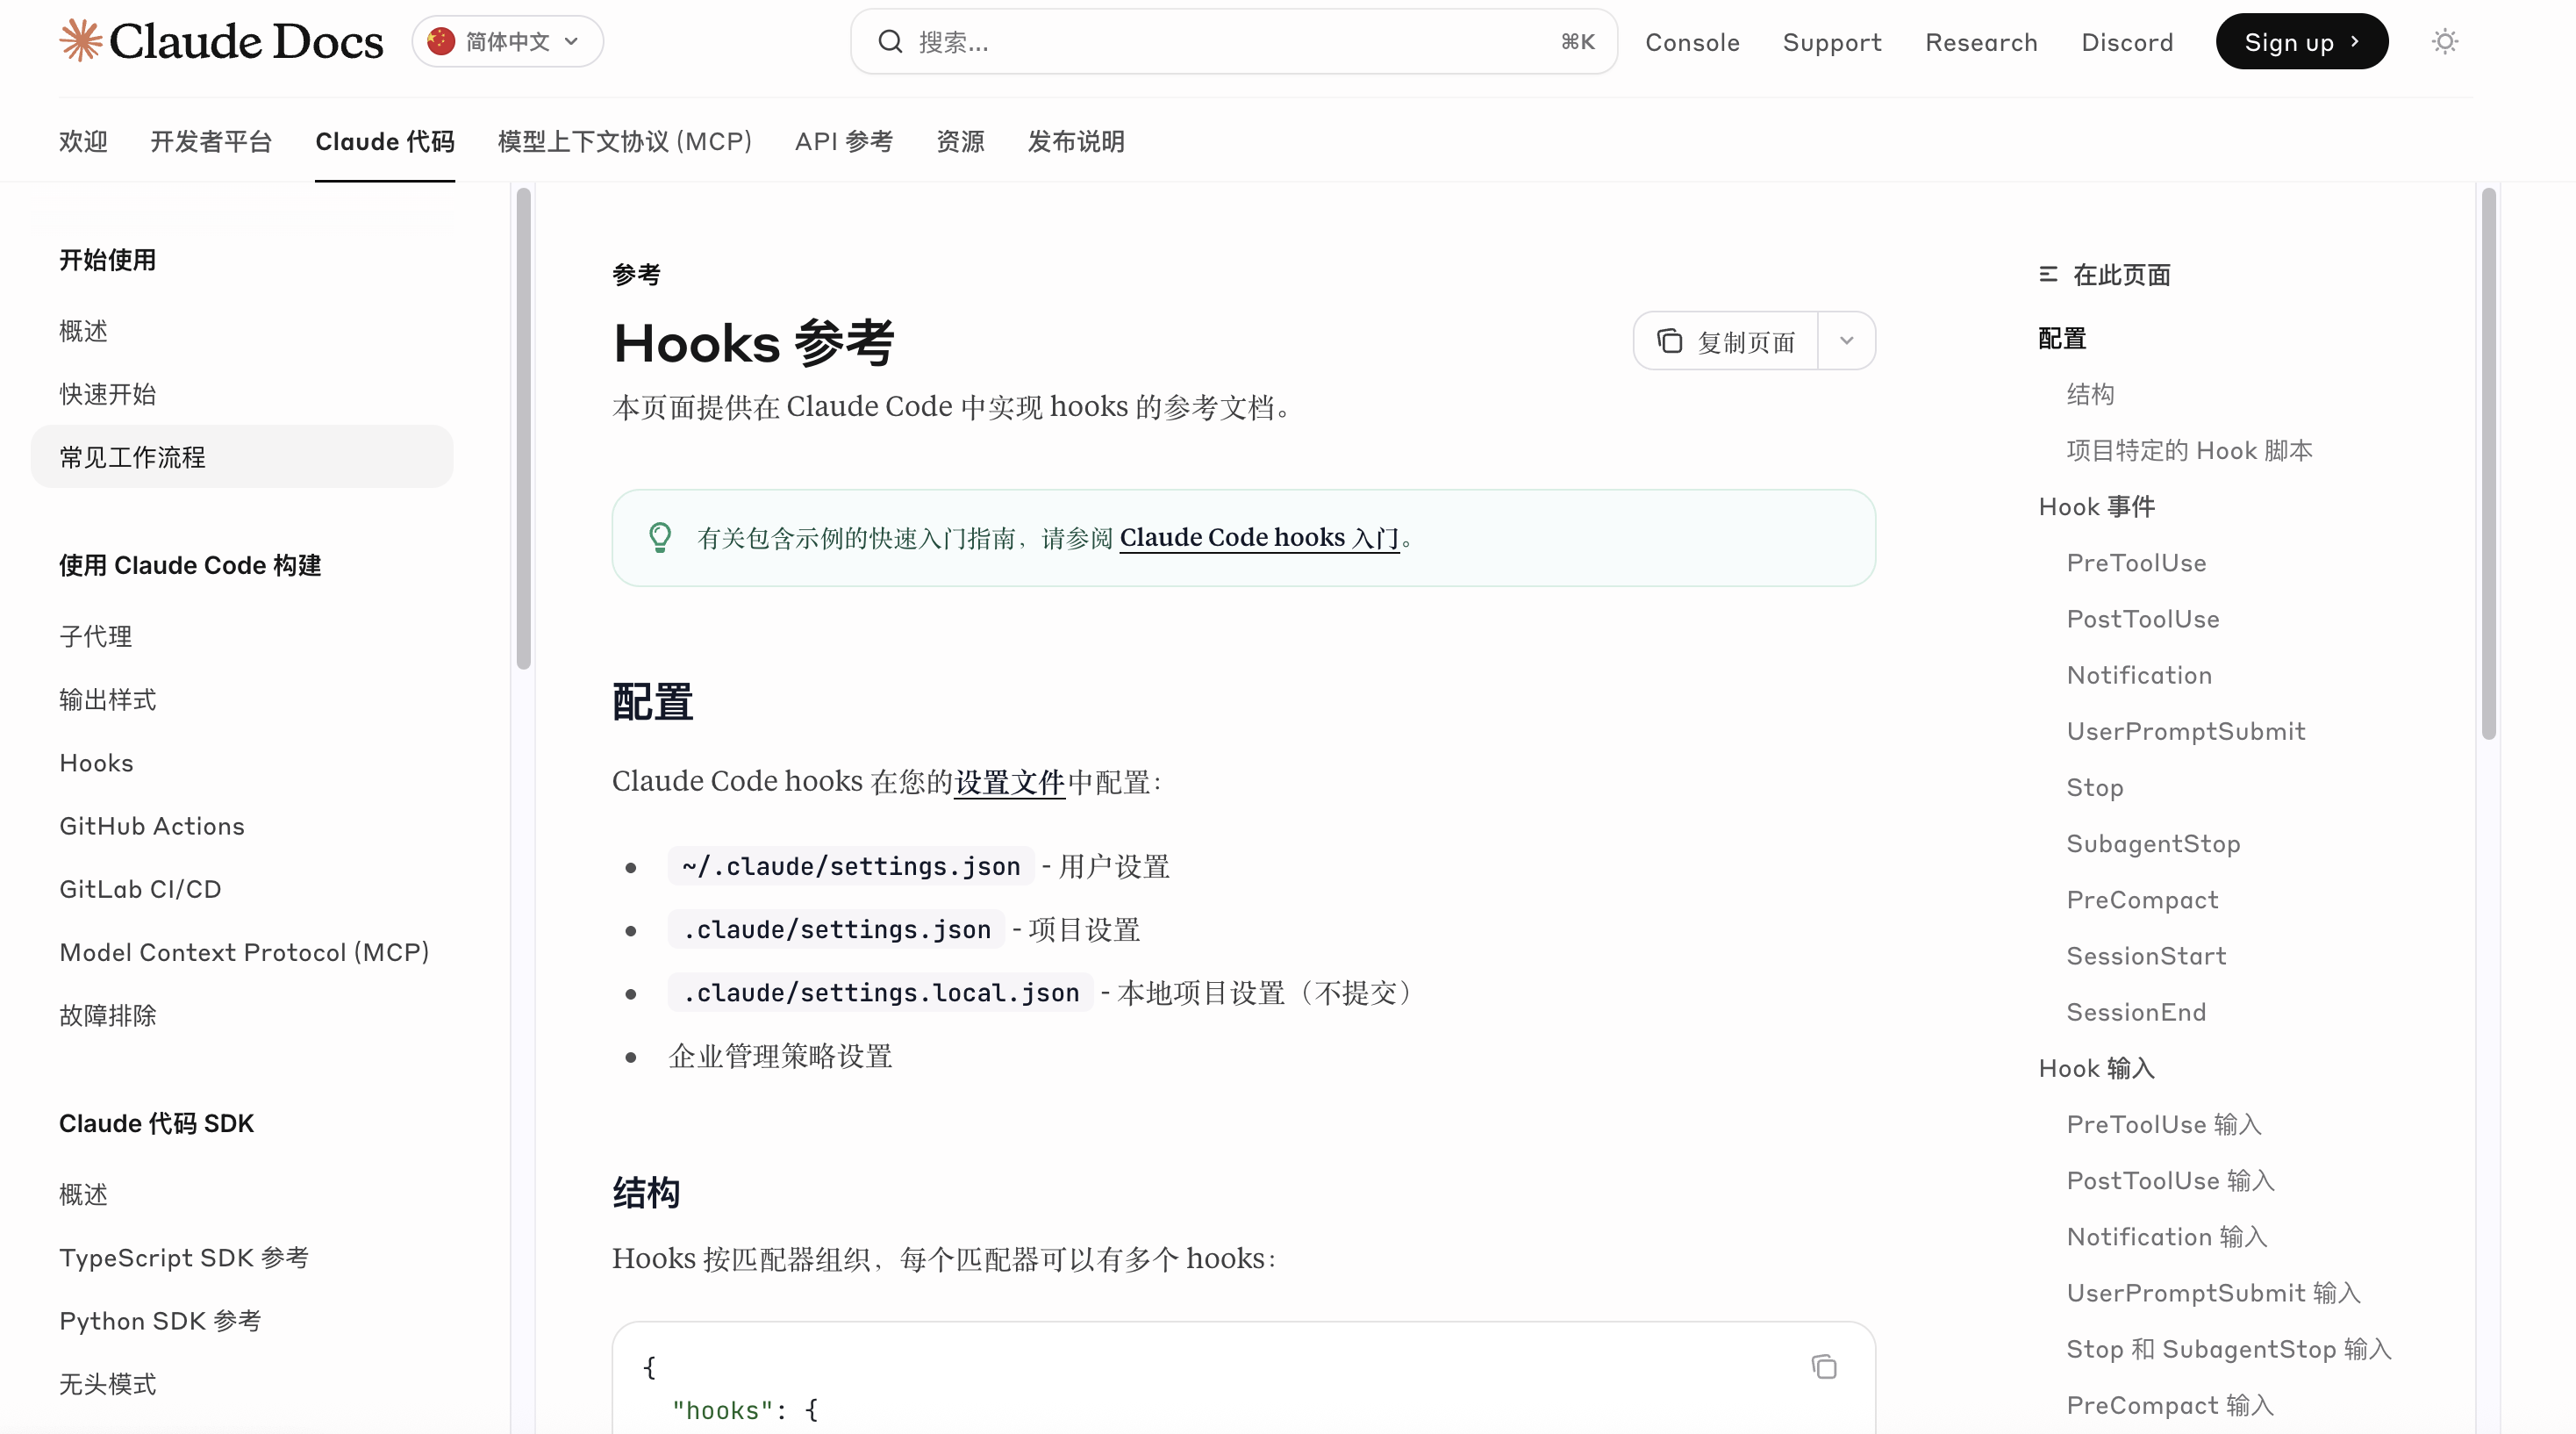 Claude Docs
简体中文
搜索...
⌘K
Console
Support
Research
Discord
Sign up
欢迎
开发者平台
Claude 代码
模型上下文协议 (MCP)
API 参考
资源
发布说明
开始使用
概述
快速开始
常见工作流程
使用 Claude Code 构建
子代理
输出样式
Hooks
GitHub Actions
GitLab CI/CD
Model Context Protocol (MCP)
故障排除
Claude 代码 SDK
概述
TypeScript SDK 参考
Python SDK 参考
无头模式
参考
Hooks 参考
复制页面
本页面提供在 Claude Code 中实现 hooks 的参考文档。
有关包含示例的快速入门指南，请参阅 Claude Code hooks 入门。
配置
Claude Code hooks 在您的设置文件中配置：
~/.claude/settings.json - 用户设置
.claude/settings.json - 项目设置
.claude/settings.local.json - 本地项目设置（不提交）
企业管理策略设置
结构
Hooks 按匹配器组织，每个匹配器可以有多个 hooks：
{
"hooks": {
在此页面
配置
结构
项目特定的 Hook 脚本
Hook 事件
PreToolUse
PostToolUse
Notification
UserPromptSubmit
Stop
SubagentStop
PreCompact
SessionStart
SessionEnd
Hook 输入
PreToolUse 输入
PostToolUse 输入
Notification 输入
UserPromptSubmit 输入
Stop 和 SubagentStop 输入
PreCompact 输入